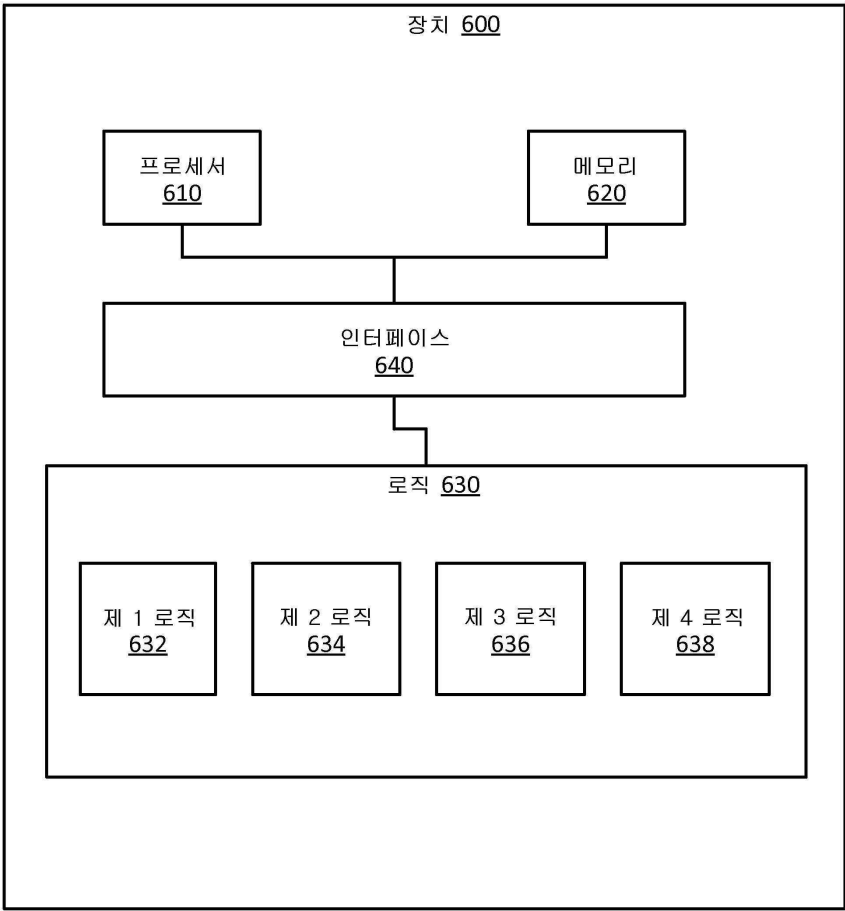 장치 600
프로세서
610
메모리
620
인터페이스
640
로직 630
제 1 로직
632
제 2 로직
634
제 3 로직
636
제 4 로직
638